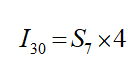 I₃₀ = S₇ × 4